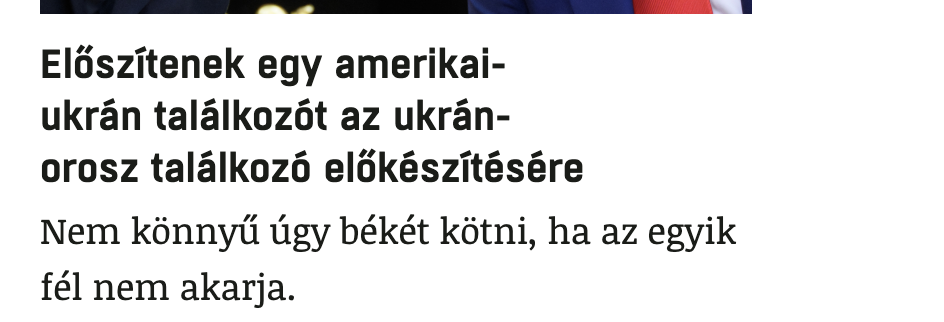 Előszítenek egy amerikai-
ukrán találkozót az ukrán-
orosz találkozó előkészítésére
Nem könnyű úgy békét kötni, ha az egyik
fél nem akarja.